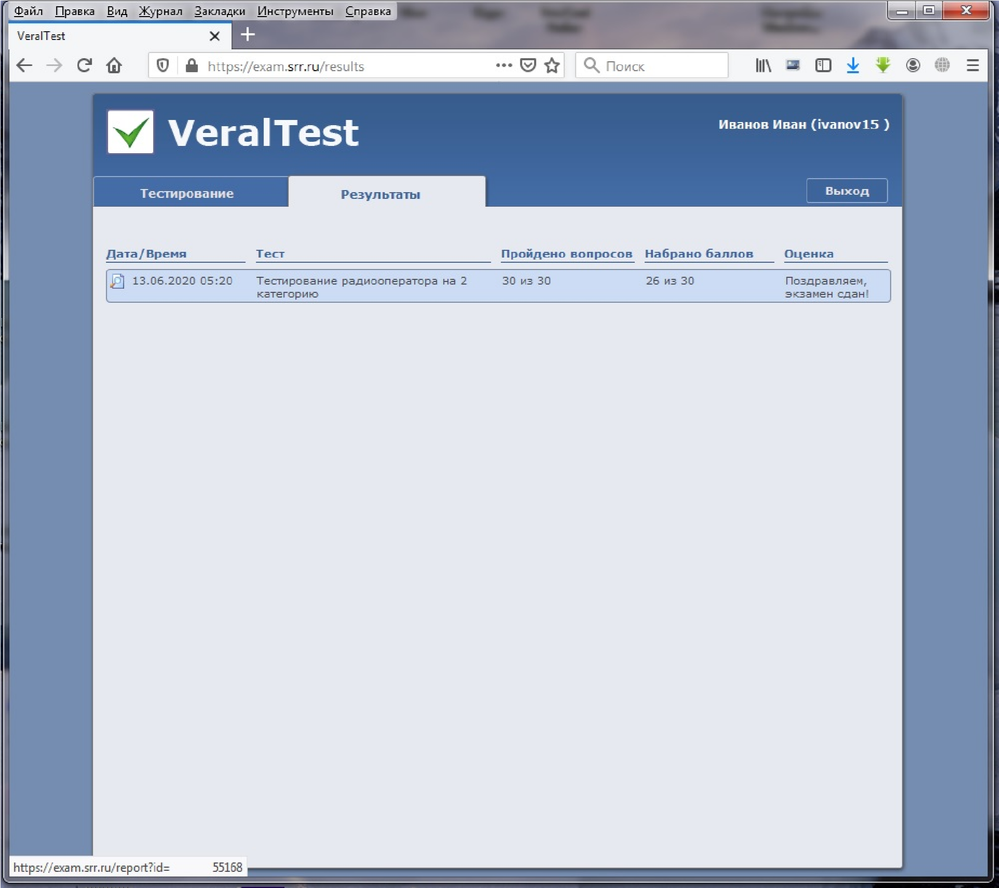 Файл Правка Вид Журнал Закладки Инструменты Справка
VeralTest
https://exam.srr.ru/results
Поиск
VeralTest
Иванов Иван (ivanov15 )
Тестирование
Результаты
Выход
Дата/Время Тест Пройдено вопросов Набрано баллов Оценка
13.06.2020 05:20 Тестирование радиооператора на 2 30 из 30 26 из 30 Поздравляем,
категорию экзамен сдан!
https://exam.srr.ru/report?id= 55168